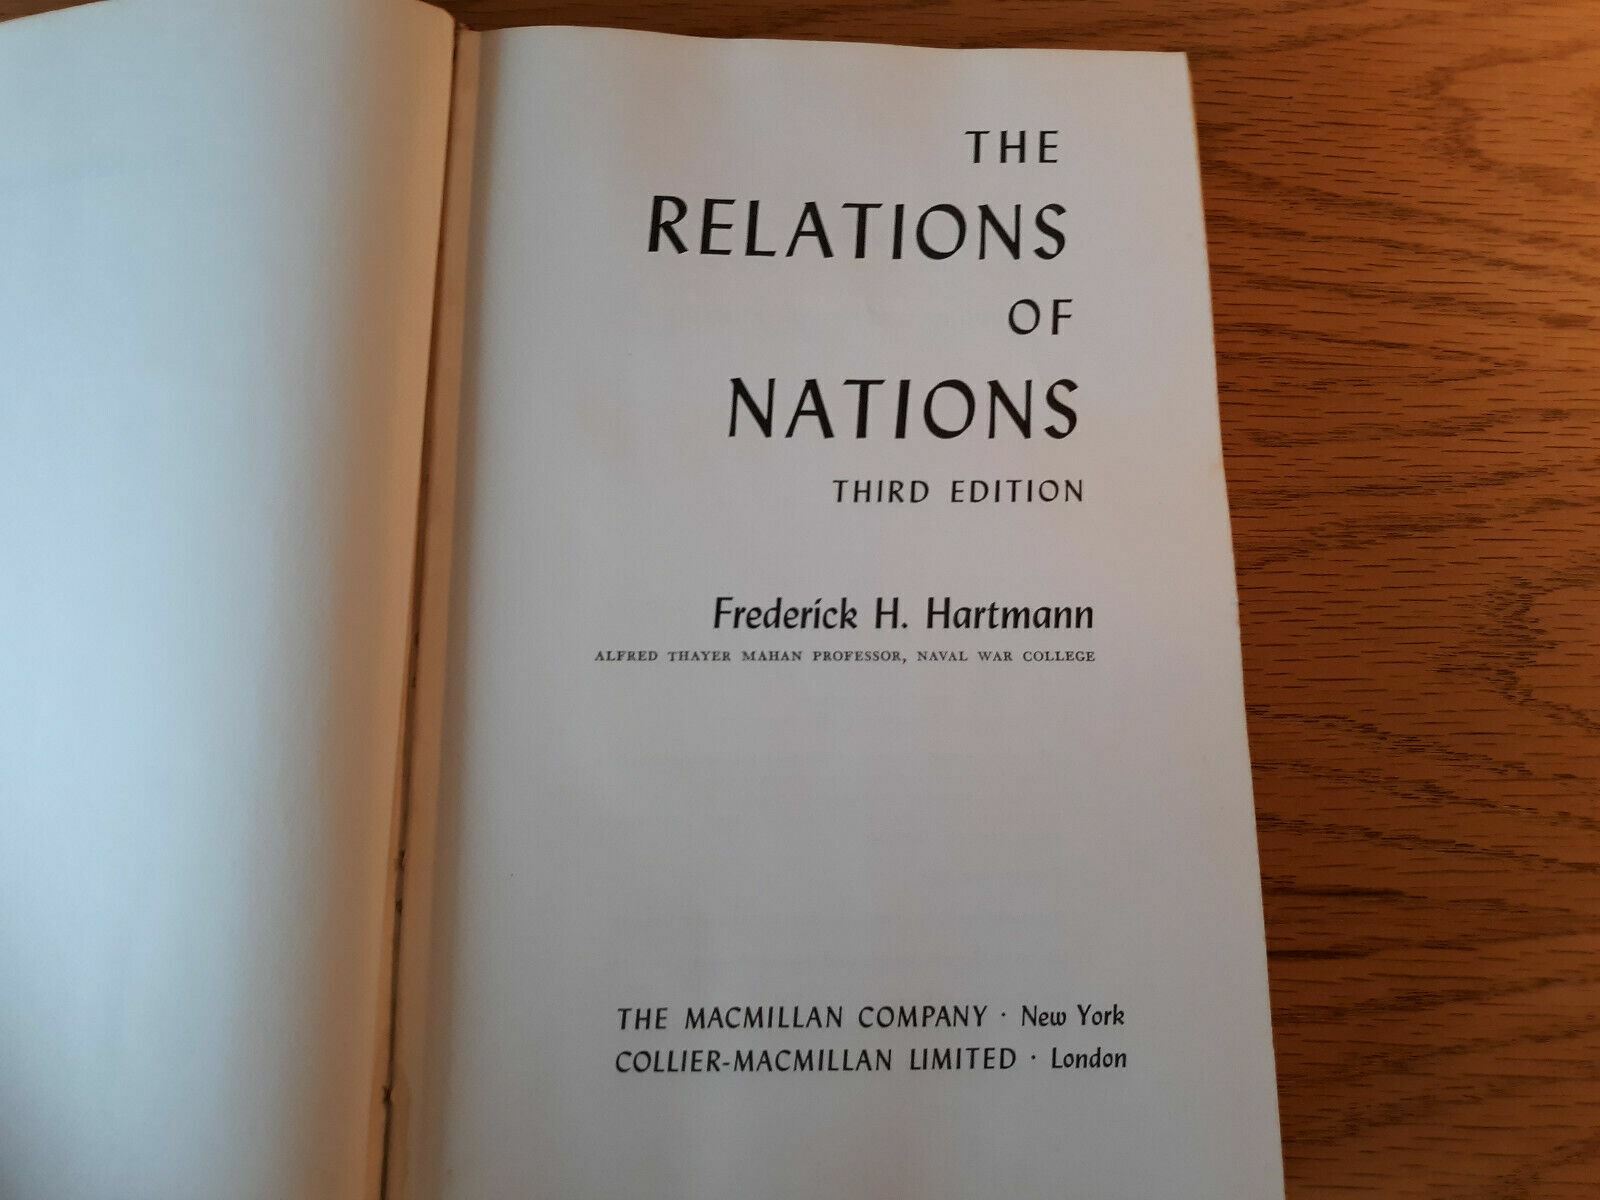 THE
RELATIONS
OF
NATIONS
THIRD EDITION
Frederick H. Hartmann
ALFRED THAYER MAHAN PROFESSOR, NAVAL WAR COLLEGE
THE MACMILLAN COMPANY · New York
COLLIER-MACMILLAN LIMITED · London